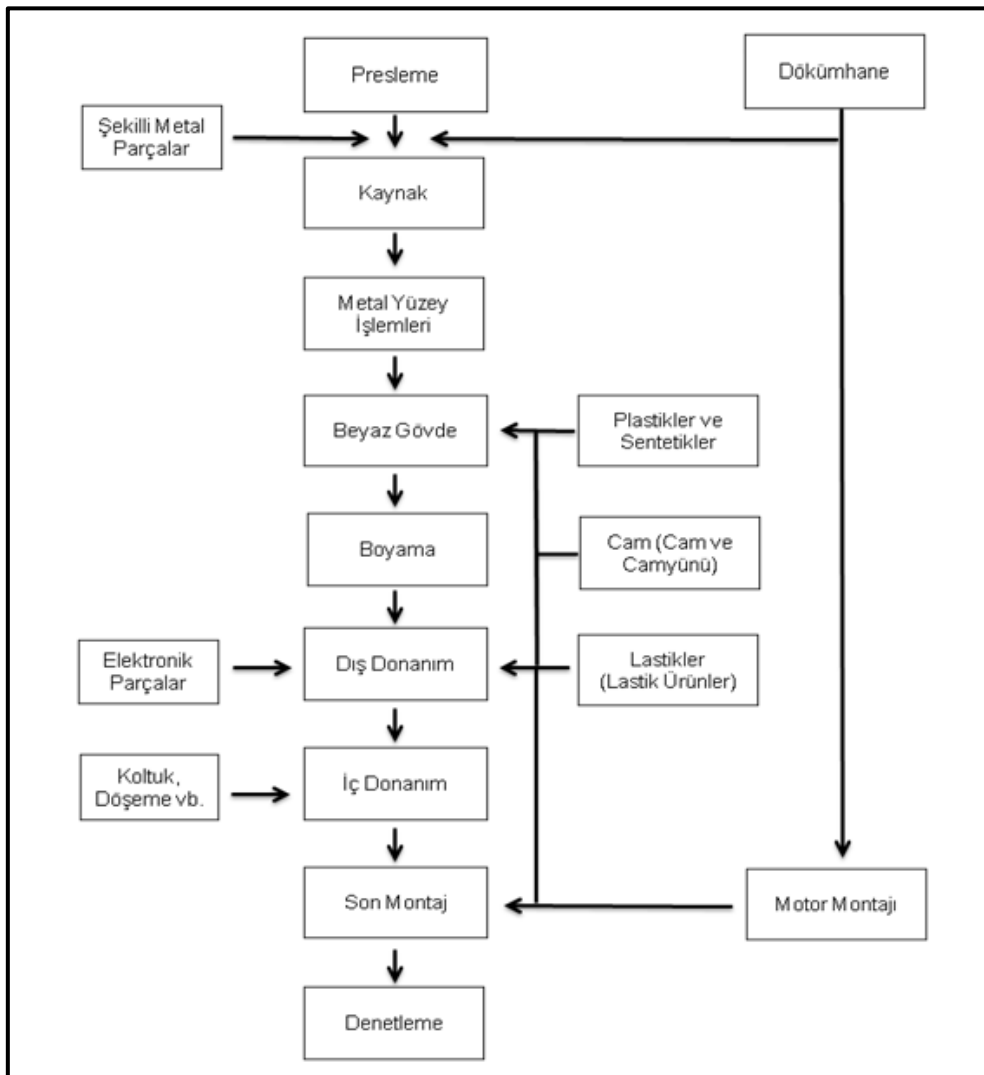 Presleme
Dökümhane
Şekilli Metal
Parçalar
Kaynak
Metal Yüzey
İşlemleri
Beyaz Gövde
Plastikler ve
Sentetikler
Boyama
Cam (Cam ve
Camyünü)
Elektronik
Parçalar
Dış Donanım
Lastikler
(Lastik Ürünler)
Koltuk,
Döşeme vb.
İç Donanım
Son Montaj
Motor Montajı
Denetleme